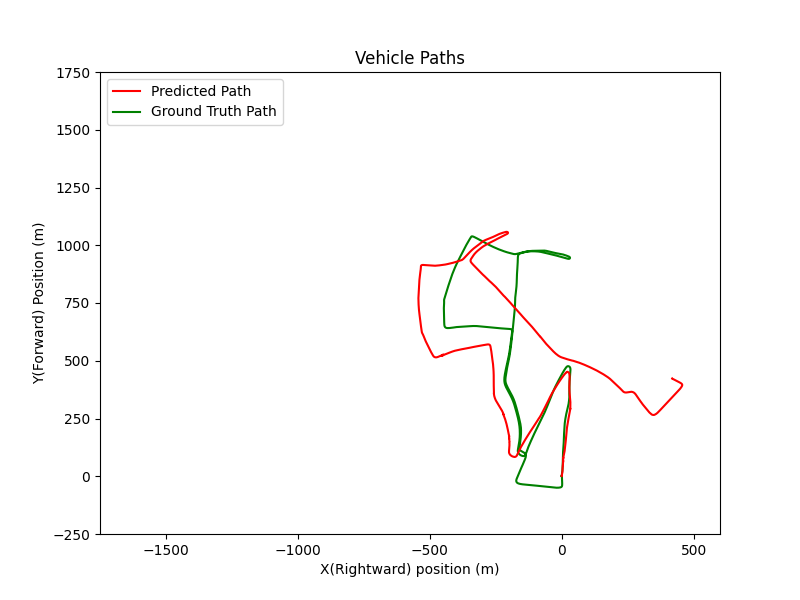 Vehicle Paths
Predicted Path
Ground Truth Path
1750
1500
1250
1000
750
500
250
0
−250
−1500
−1000
−500
0
500
Y(Forward) Position (m)
X(Rightward) position (m)